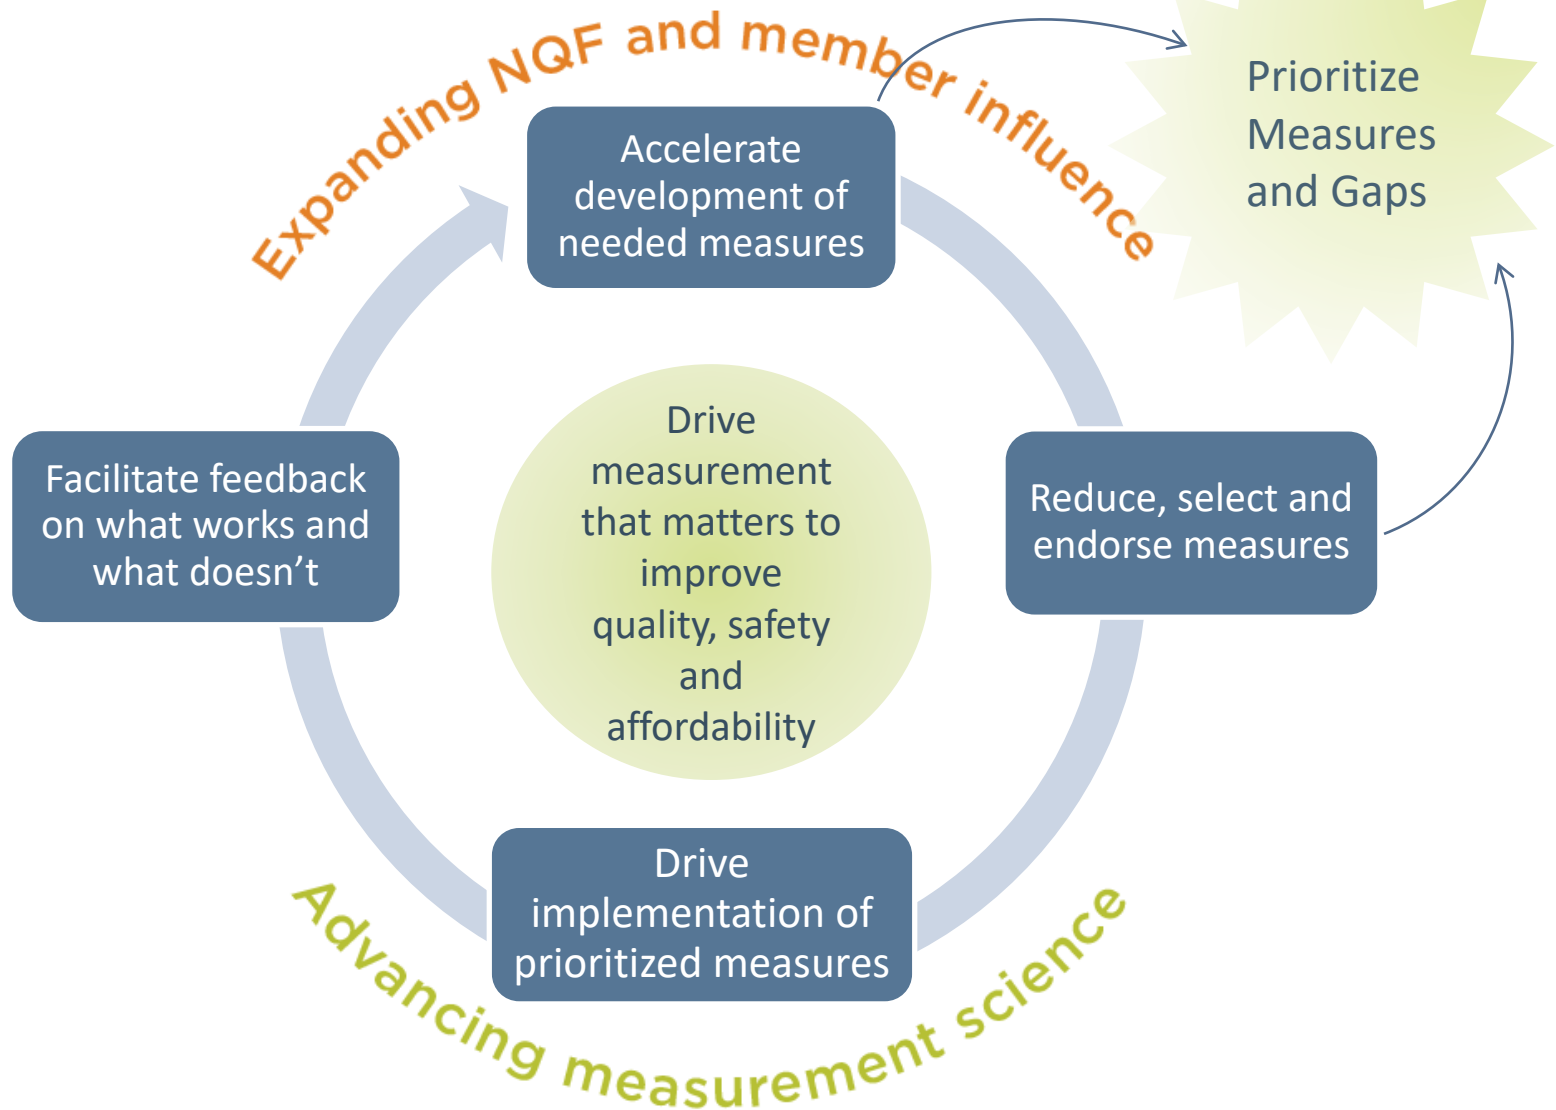 Expanding NQF and member influence
Prioritize
Measures
and Gaps
Accelerate
development of
needed measures
Drive
measurement
that matters to
improve
quality, safety
and
affordability
Facilitate feedback
on what works and
what doesn’t
Reduce, select and
endorse measures
Drive
implementation of
prioritized measures
Advancing measurement science